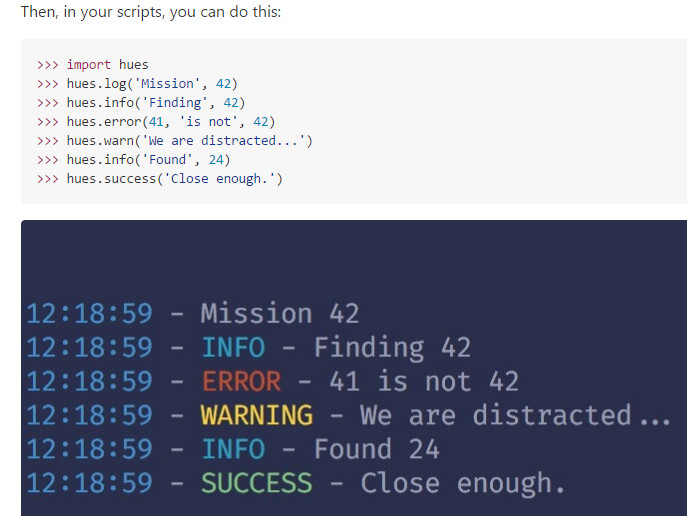 Then, in your scripts, you can do this:
>>> import hues
>>> hues.log('Mission', 42)
>>> hues.info('Finding', 42)
>>> hues.error(41, 'is not', 42)
>>> hues.warn('We are distracted...')
>>> hues.info('Found', 24)
>>> hues.success('Close enough.')
12:18:59 - Mission 42
12:18:59 - INFO - Finding 42
12:18:59 - ERROR - 41 is not 42
12:18:59 - WARNING - We are distracted...
12:18:59 - INFO - Found 24
12:18:59 - SUCCESS - Close enough.